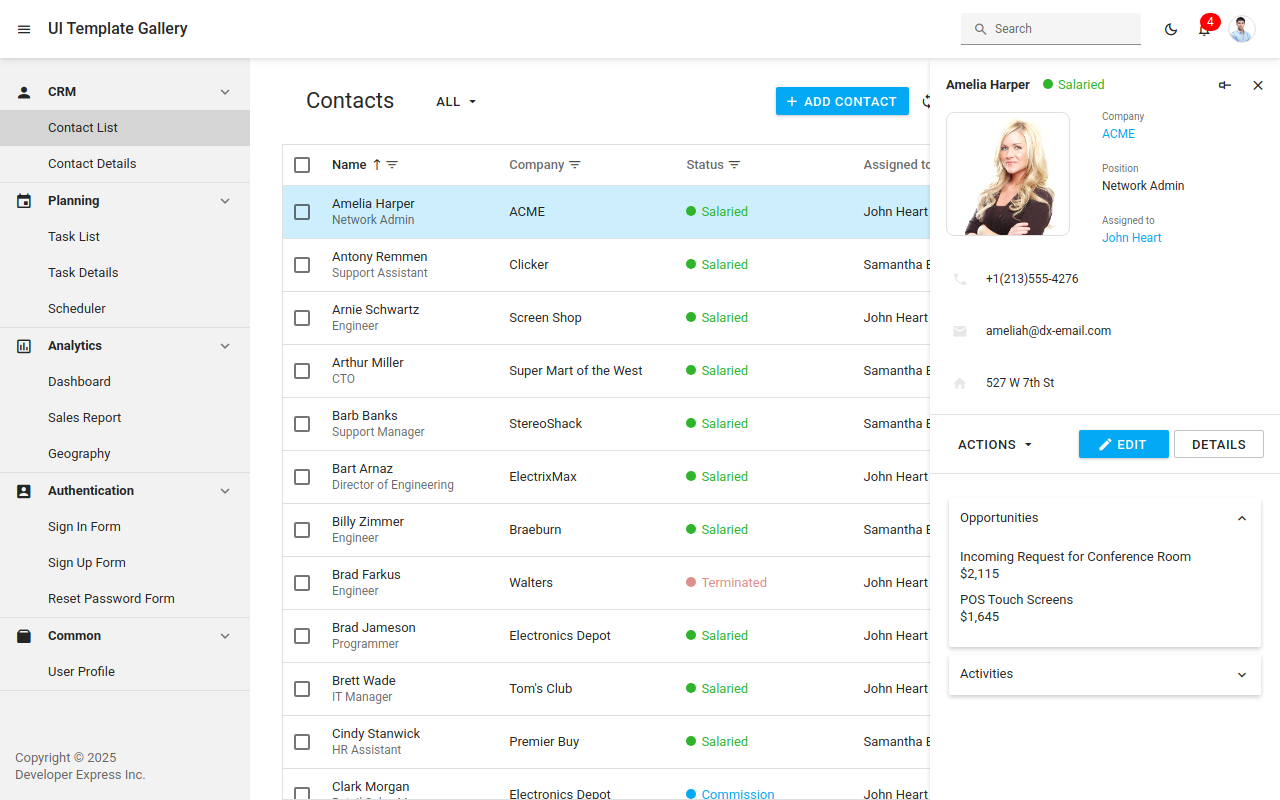 UI Template Gallery
Search
4
CRM
Contact List
Contact Details
Planning
Task List
Task Details
Scheduler
Analytics
Dashboard
Sales Report
Geography
Authentication
Sign In Form
Sign Up Form
Reset Password Form
Common
User Profile
Copyright © 2025
Developer Express Inc.
Contacts
ALL
ADD CONTACT
Name Company Status Assigned to
Amelia Harper
Network Admin
ACME Salaried John Heart
Antony Remmen
Support Assistant
Clicker Salaried Samantha
Arnie Schwartz
Engineer
Screen Shop Salaried John Heart
Arthur Miller
CTO
Super Mart of the West Salaried Samantha
Barb Banks
Support Manager
StereoShack Salaried Samantha
Bart Arnaz
Director of Engineering
ElectrixMax Salaried John Heart
Billy Zimmer
Engineer
Braeburn Salaried Samantha
Brad Farkus
Engineer
Walters Terminated John Heart
Brad Jameson
Programmer
Electronics Depot Salaried John Heart
Brett Wade
IT Manager
Tom's Club Salaried John Heart
Cindy Stanwick
HR Assistant
Premier Buy Salaried Samantha
Clark Morgan
Electronics Depot Commission John Heart
Amelia Harper Salaried
Company
ACME
Position
Network Admin
Assigned to
John Heart
+1(213)555-4276
ameliah@dx-email.com
527 W 7th St
ACTIONS EDIT DETAILS
Opportunities
Incoming Request for Conference Room
$2,115
POS Touch Screens
$1,645
Activities